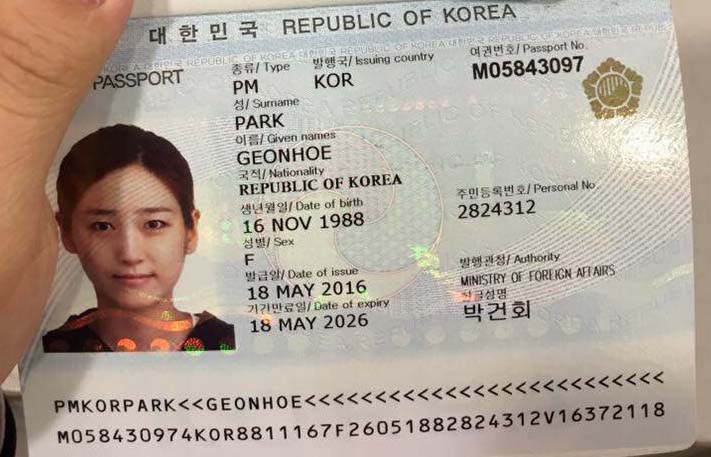 대한민국 REPUBLIC OF KOREA
PASSPORT
종류/ Type 발행국/ Issuing country 여권번호/ Passport No.
PM KOR M05843097
성/ Surname
PARK
이름/ Given names
GEONHOE
국적/ Nationality
REPUBLIC OF KOREA
주민등록번호/ Personal No.
생년월일/ Date of birth
16 NOV 1988 2824312
성별/ Sex
F
발급일/ Date of issue 발행관청/ Authority
18 MAY 2016 MINISTRY OF FOREIGN AFFAIRS
기간만료일/ Date of expiry 한글성명
18 MAY 2026 박건회
PMKORPARK<<GEONHOE<<<<<<<<<<<<<<<<<<<<<<<<<<
M058430974KOR8811167F26051882824312V16372118